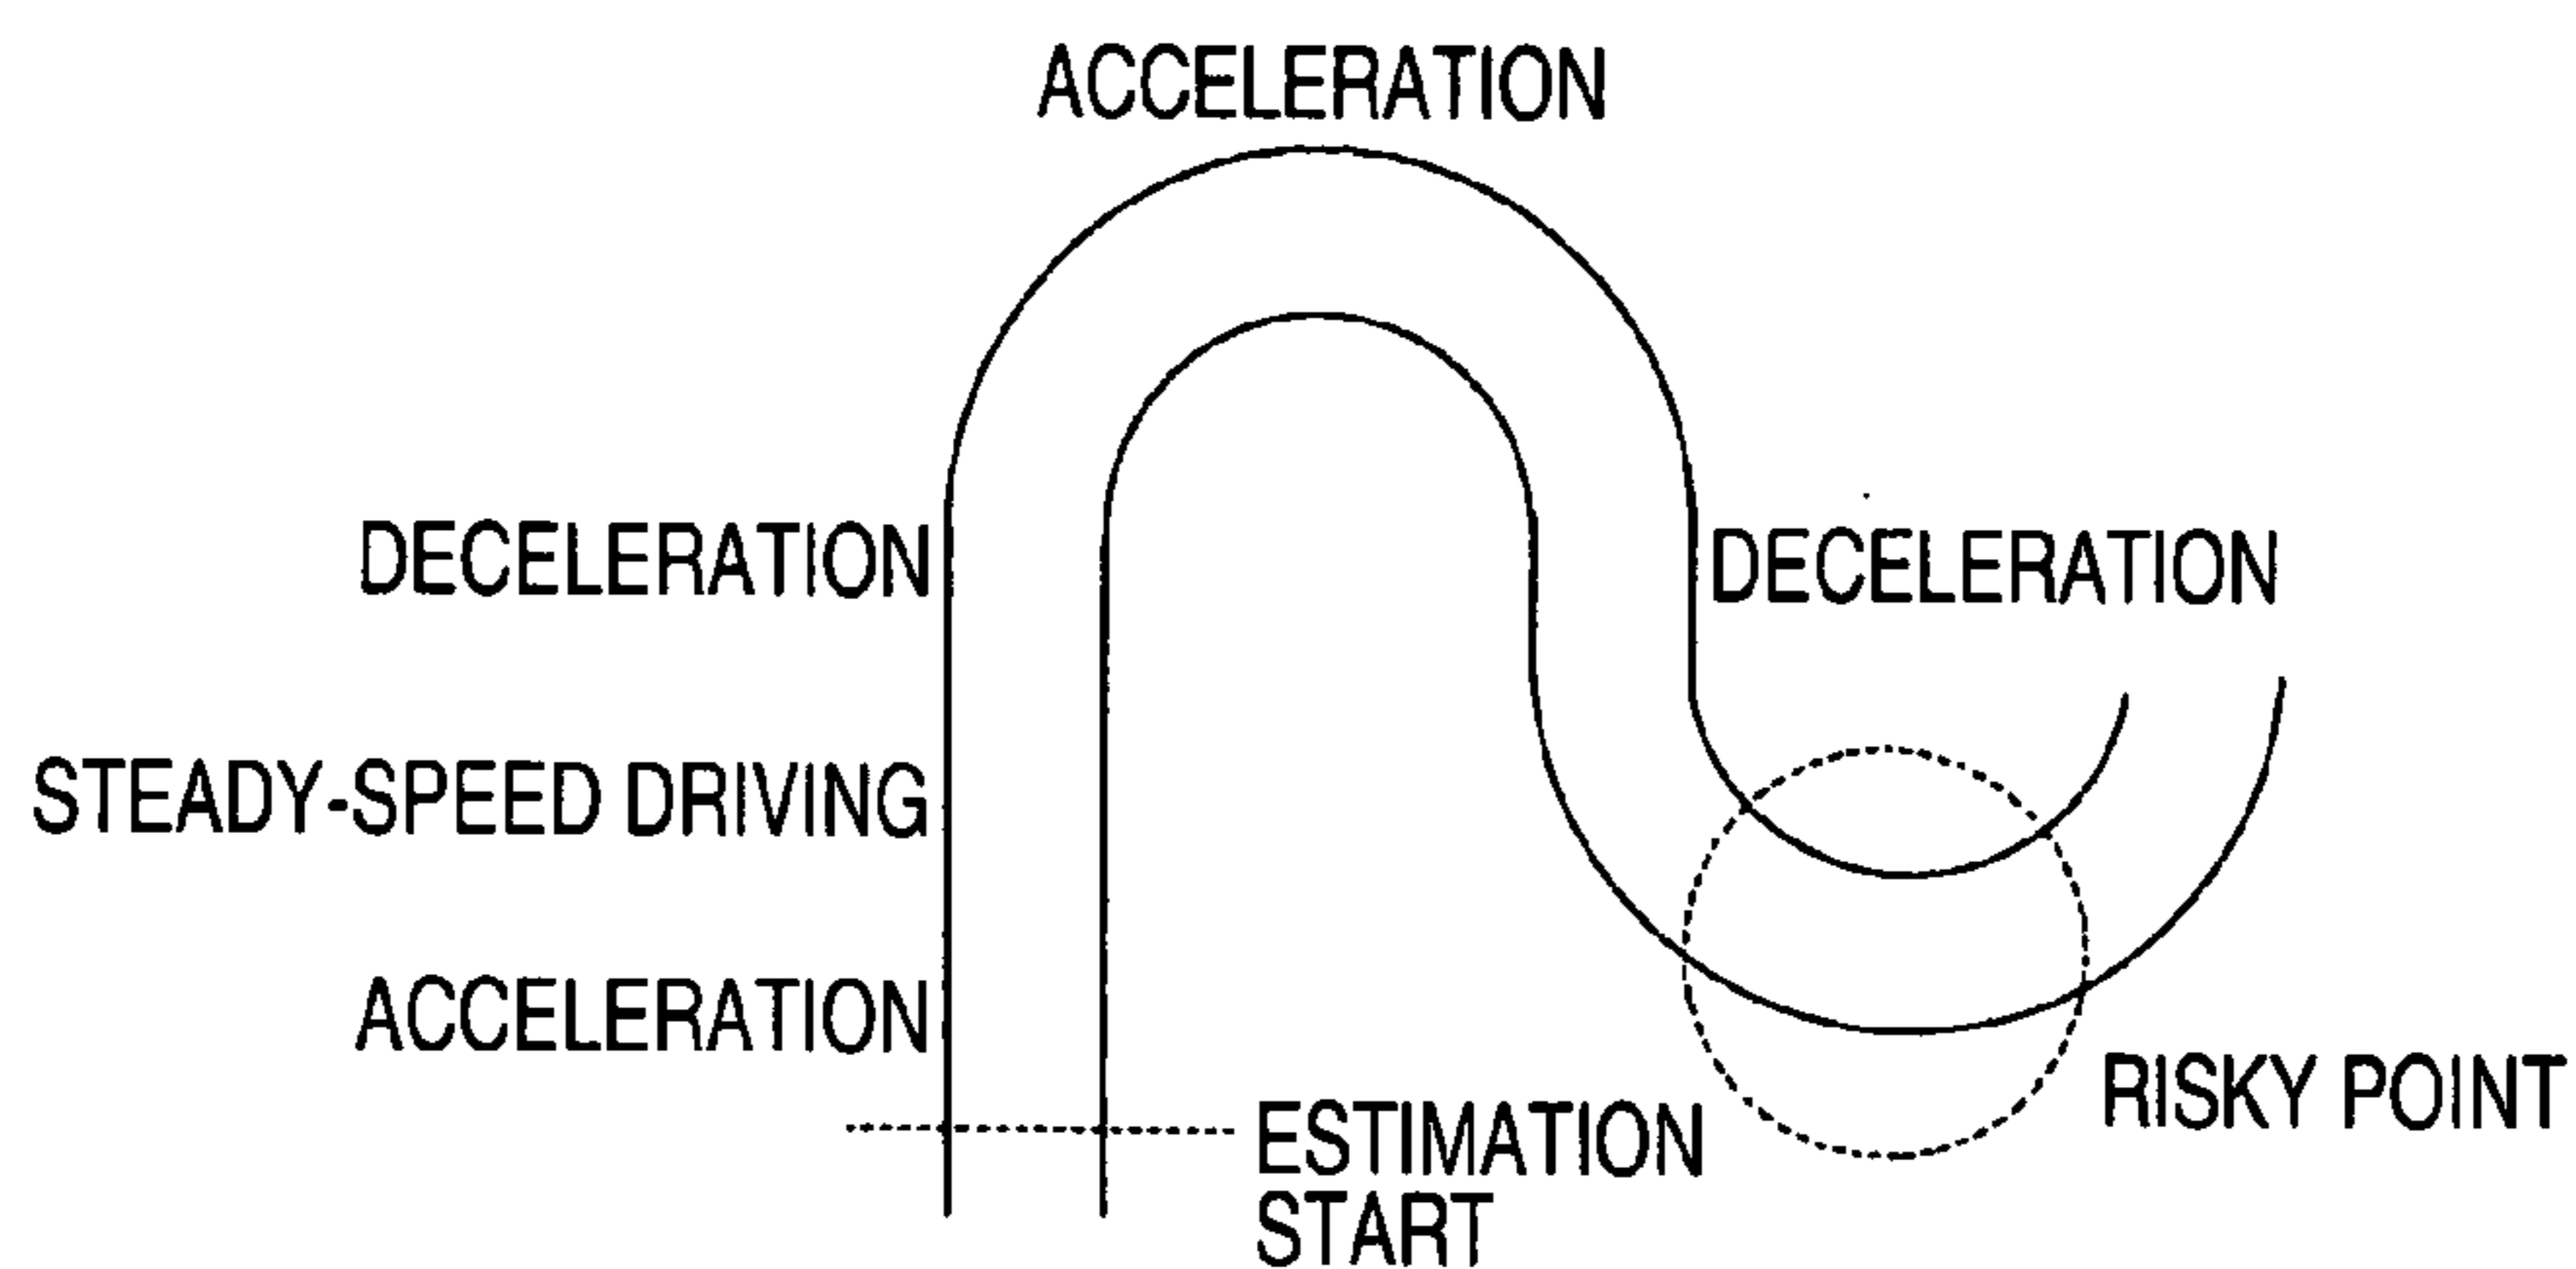 ACCELERATION
DECELERATION
DECELERATION
STEADY-SPEED DRIVING
ACCELERATION
RISKY POINT
ESTIMATION
START